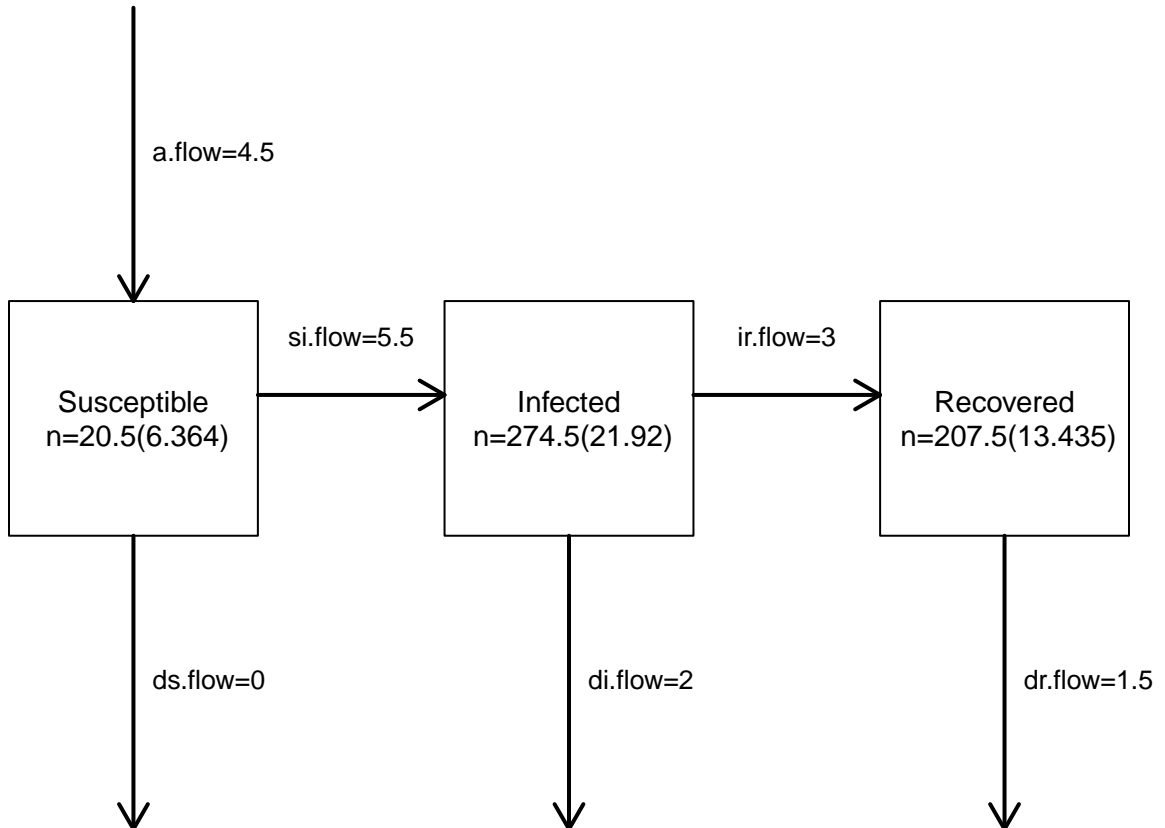 a.flow=4.5
si.flow=5.5
ir.flow=3
Susceptible
n=20.5(6.364)
Infected
n=274.5(21.92)
Recovered
n=207.5(13.435)
ds.flow=0
di.flow=2
dr.flow=1.5